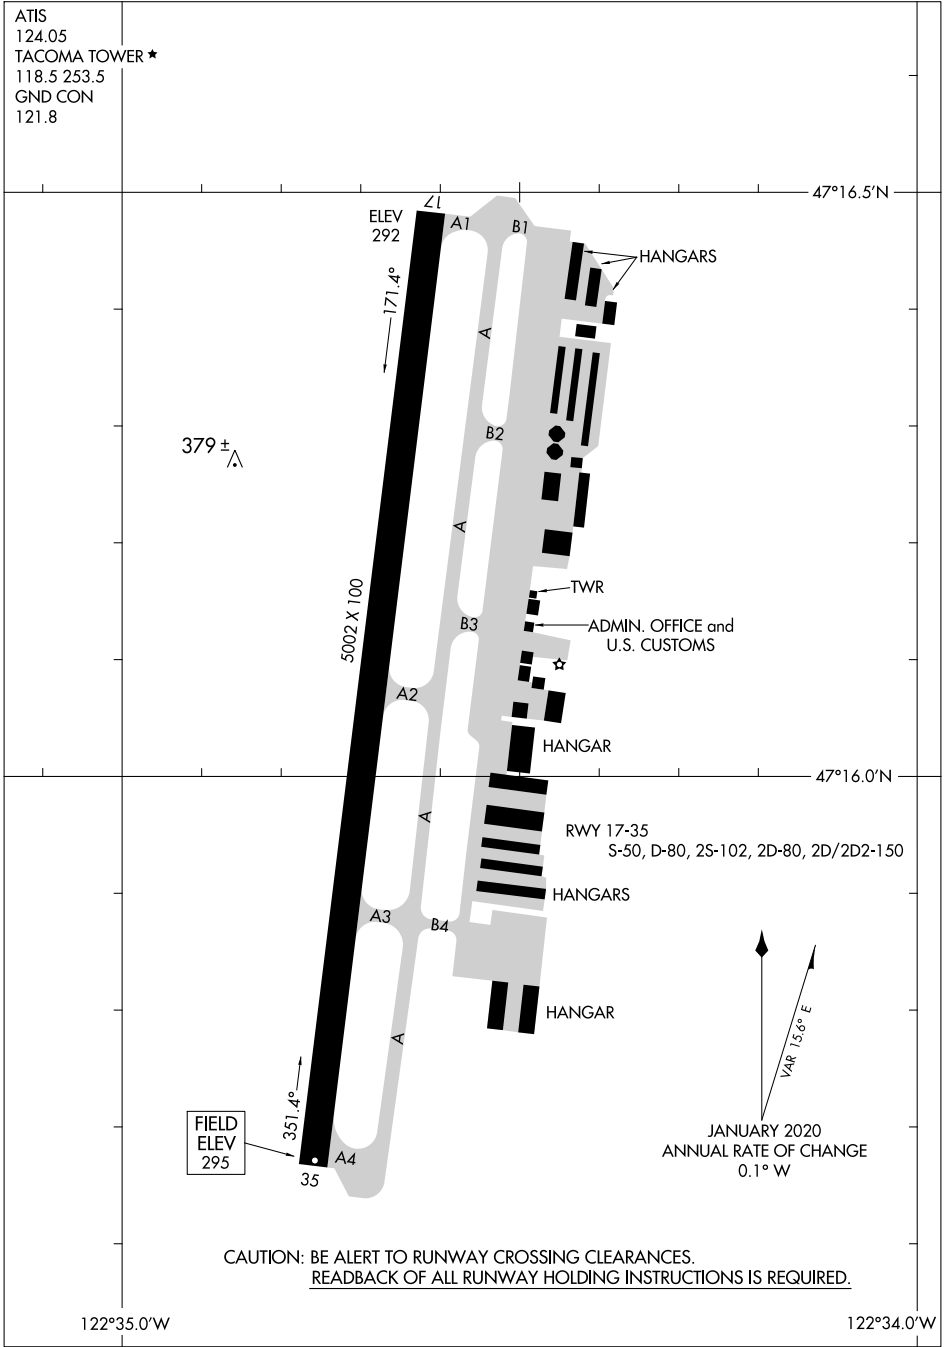 ATIS
124.05
TACOMA TOWER ★
118.5 253.5
GND CON
121.8
47°16.5'N
17
ELEV
292
A1
B1
HANGARS
171.4°
A
379 ±
B2
A
5002 X 100
TWR
B3
ADMIN. OFFICE and
U.S. CUSTOMS
A2
HANGAR
47°16.0'N
A
RWY 17-35
S-50, D-80, 2S-102, 2D-80, 2D/2D2-150
HANGARS
A3
B4
HANGAR
A
VAR 15.6° E
351.4°
FIELD
ELEV
295
A4
35
JANUARY 2020
ANNUAL RATE OF CHANGE
0.1° W
CAUTION: BE ALERT TO RUNWAY CROSSING CLEARANCES.
READBACK OF ALL RUNWAY HOLDING INSTRUCTIONS IS REQUIRED.
122°35.0'W
122°34.0'W